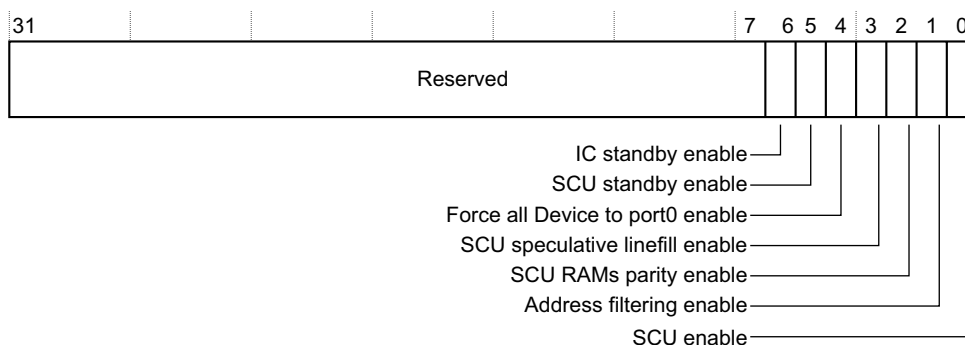 31 7 6 5 4 3 2 1 0
Reserved
IC standby enable
SCU standby enable
Force all Device to port0 enable
SCU speculative linefill enable
SCU RAMs parity enable
Address filtering enable
SCU enable